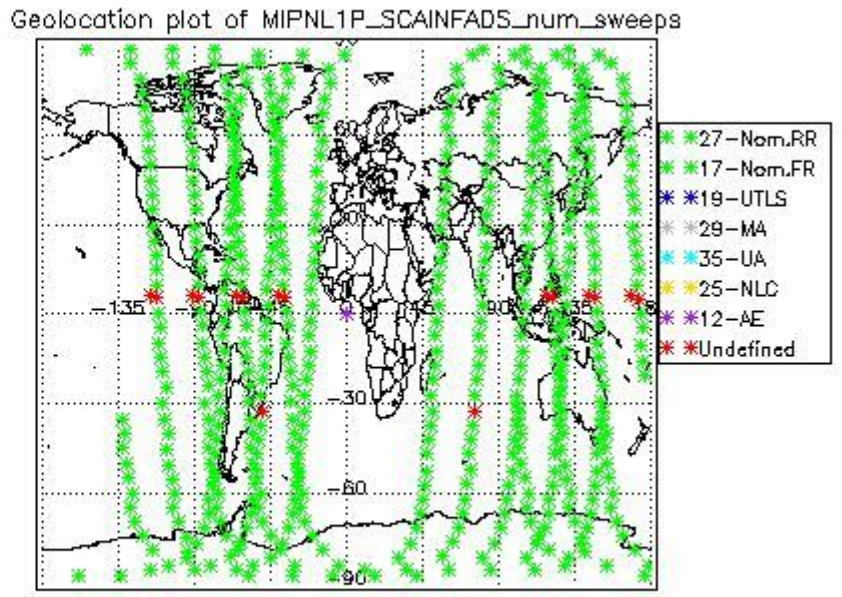 Geolocation plot of MIPNL1P_SCAINFADS_num_sweeps
27-Nom.RR
17-Nom.FR
19-UTLS
29-MA
35-UA
25-NLC
12-AE
Undefined
60
-135
90
-30
-60
-90